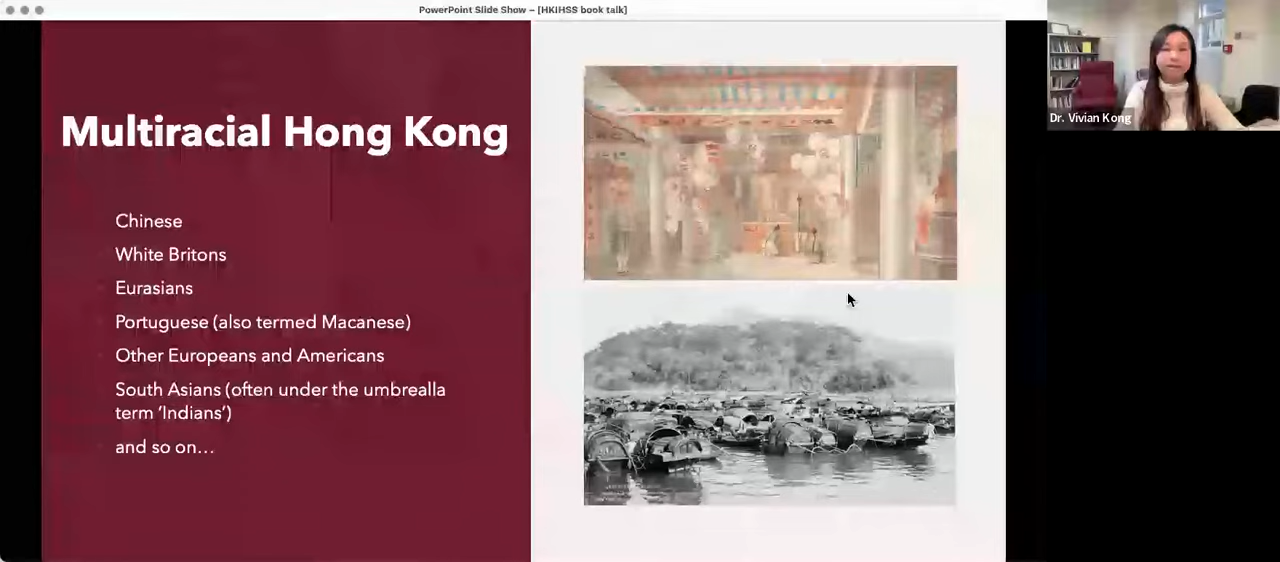 PowerPoint Slide Show – [HKIHSS book talk]
Multiracial Hong Kong
Chinese
White Britons
Eurasians
Portuguese (also termed Macanese)
Other Europeans and Americans
South Asians (often under the umbrealla
term ‘Indians’)
and so on…
Dr. Vivian Kong